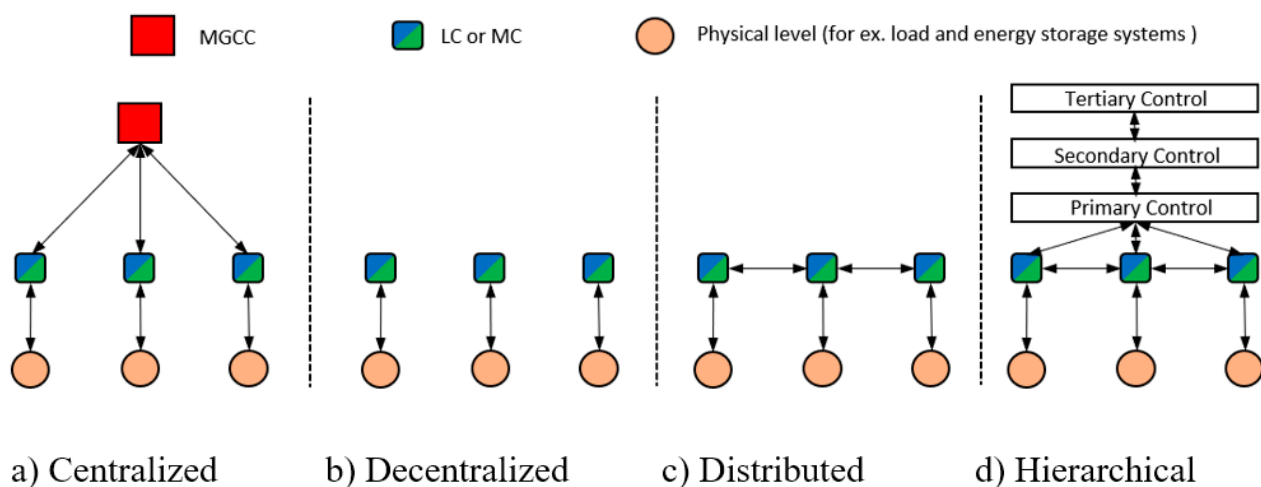 MGCC
LC or MC
Physical level (for ex. load and energy storage systems )
Tertiary Control
Secondary Control
Primary Control
a) Centralized
b) Decentralized
c) Distributed
d) Hierarchical